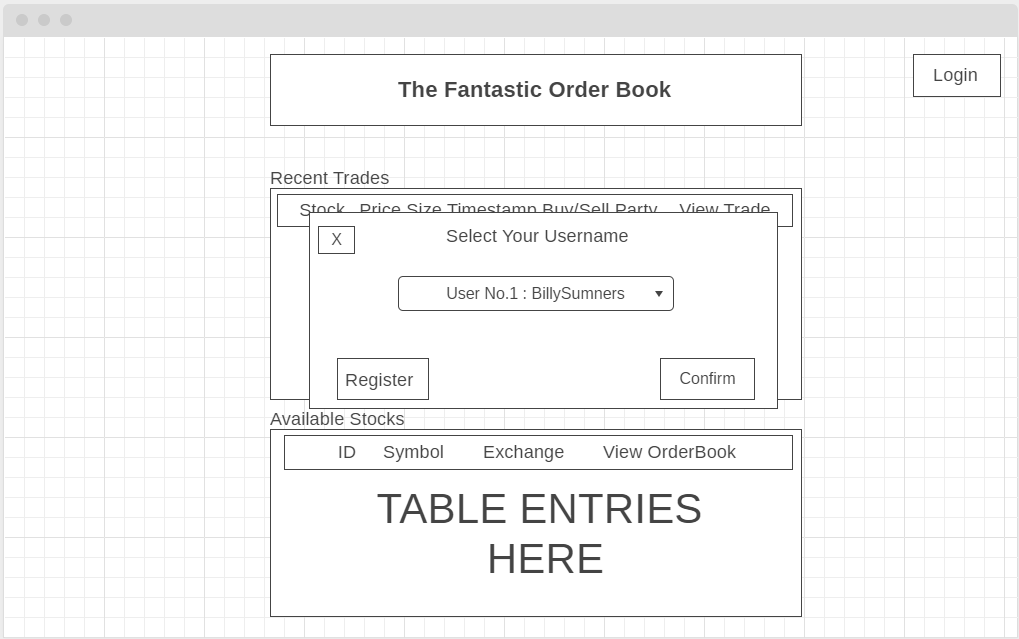 The Fantastic Order Book
Login
Recent Trades
Stock Price Size Timestamp Buy/Sell Party View Trade
X
Select Your Username
User No.1 : BillySumners
Register
Confirm
Available Stocks
ID Symbol Exchange View OrderBook
TABLE ENTRIES
HERE